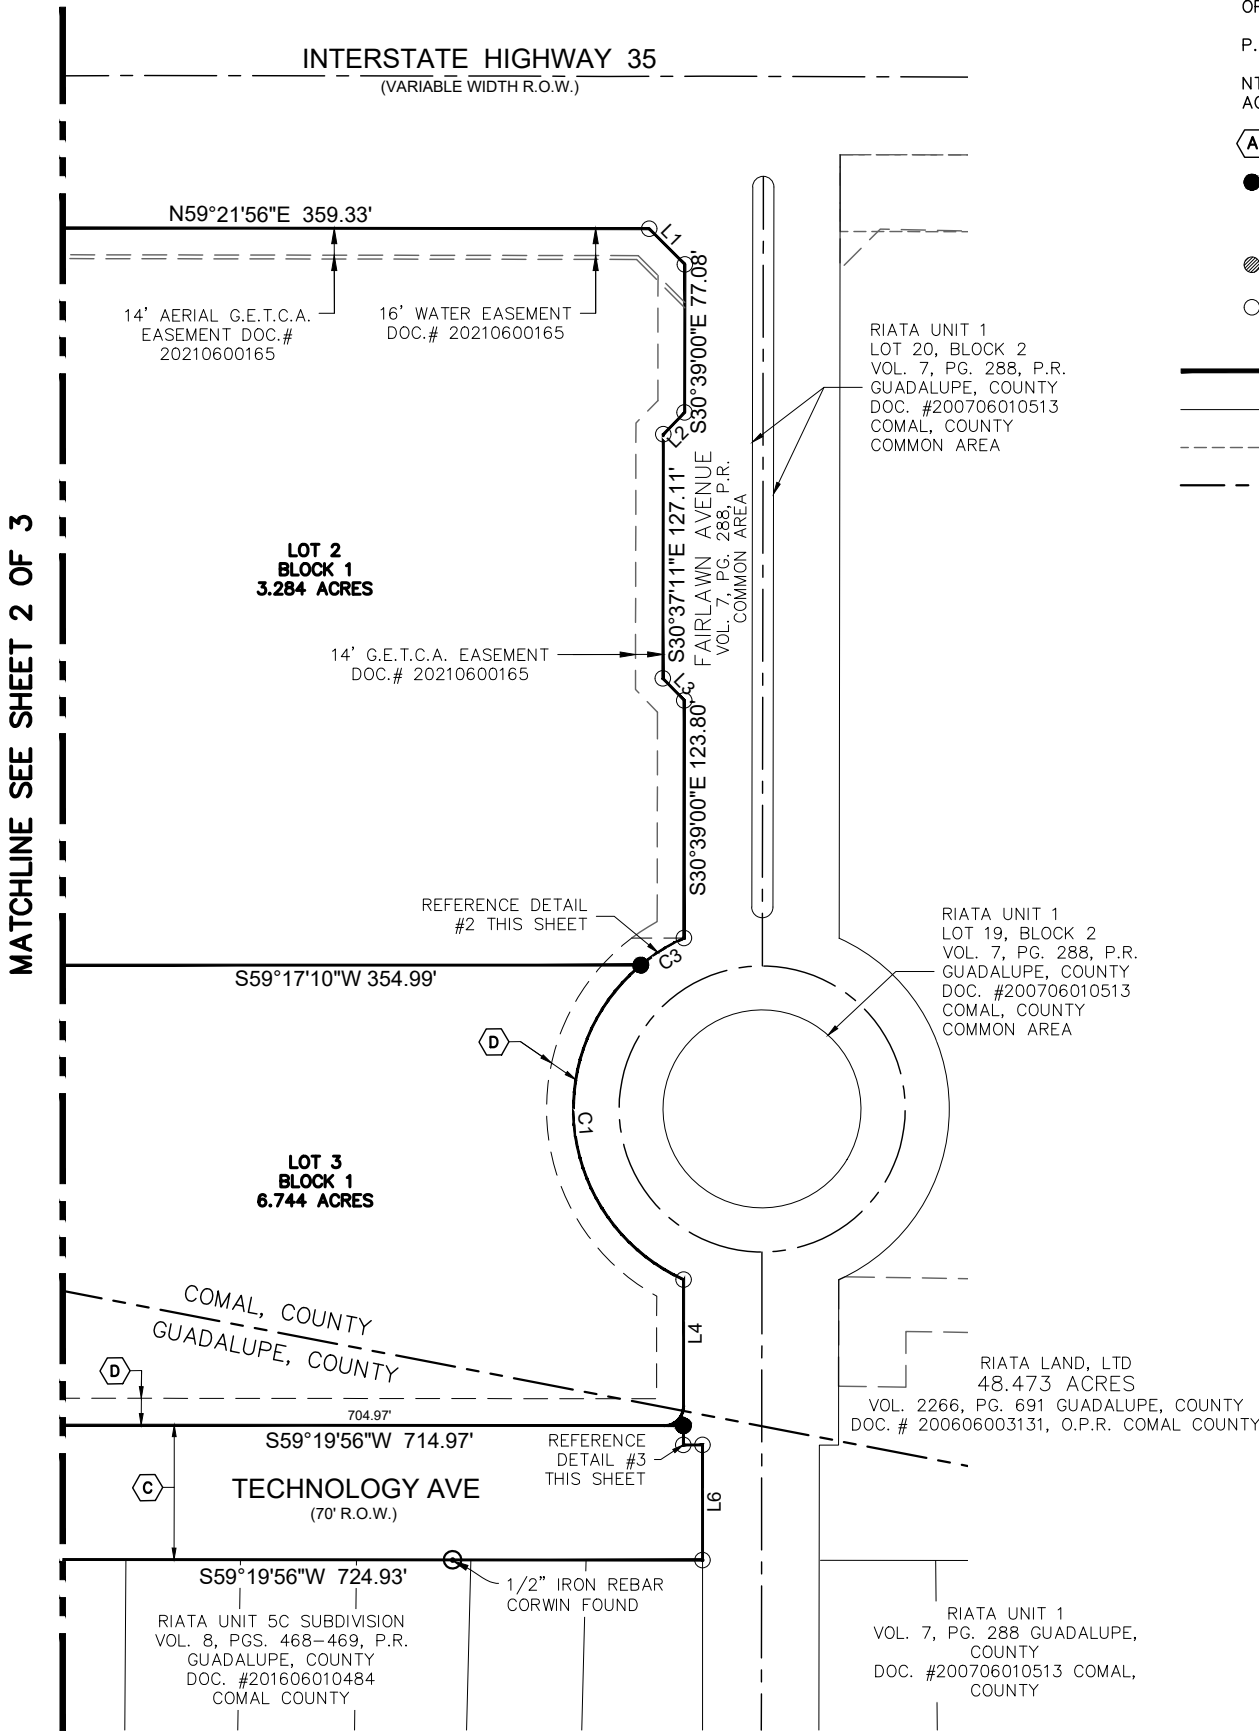 INTERSTATE HIGHWAY 35
(VARIABLE WIDTH R.O.W.)
P.
A
N59°21'56"E 359.33'
L1
14' AERIAL G.E.T.C.A.
EASEMENT DOC.#
20210600165
16' WATER EASEMENT
DOC.# 20210600165
S30°39'00"E 77.08'
L2
RIATA UNIT 1
LOT 20, BLOCK 2
VOL. 7, PG. 288, P.R.
GUADALUPE, COUNTY
DOC. #200706010513
COMAL, COUNTY
COMMON AREA
MATCHLINE SEE SHEET 2 OF 3
LOT 2
BLOCK 1
3.284 ACRES
S30°37'11"E 127.11'
FAIRLAWN AVENUE
VOL. 7, PG. 288, P.R.
COMMON AREA
14' G.E.T.C.A. EASEMENT
DOC.# 20210600165
L3
S30°39'00"E 123.80'
REFERENCE DETAIL
#2 THIS SHEET
C3
S59°17'10"W 354.99'
RIATA UNIT 1
LOT 19, BLOCK 2
VOL. 7, PG. 288, P.R.
GUADALUPE, COUNTY
DOC. #200706010513
COMAL, COUNTY
COMMON AREA
D
C1
LOT 3
BLOCK 1
6.744 ACRES
COMAL, COUNTY
GUADALUPE, COUNTY
L4
D
RIATA LAND, LTD
48.473 ACRES
VOL. 2266, PG. 691 GUADALUPE, COUNTY
DOC. # 200606003131, O.P.R. COMAL COUNTY
704.97'
S59°19'56"W 714.97'
REFERENCE
DETAIL #3
THIS SHEET
C
TECHNOLOGY AVE
(70' R.O.W.)
L6
S59°19'56"W 724.93'
1/2" IRON REBAR
CORWIN FOUND
RIATA UNIT 5C SUBDIVISION
VOL. 8, PGS. 468-469, P.R.
GUADALUPE, COUNTY
DOC. #201606010484
COMAL COUNTY
RIATA UNIT 1
VOL. 7, PG. 288 GUADALUPE,
COUNTY
DOC. #200706010513 COMAL,
COUNTY